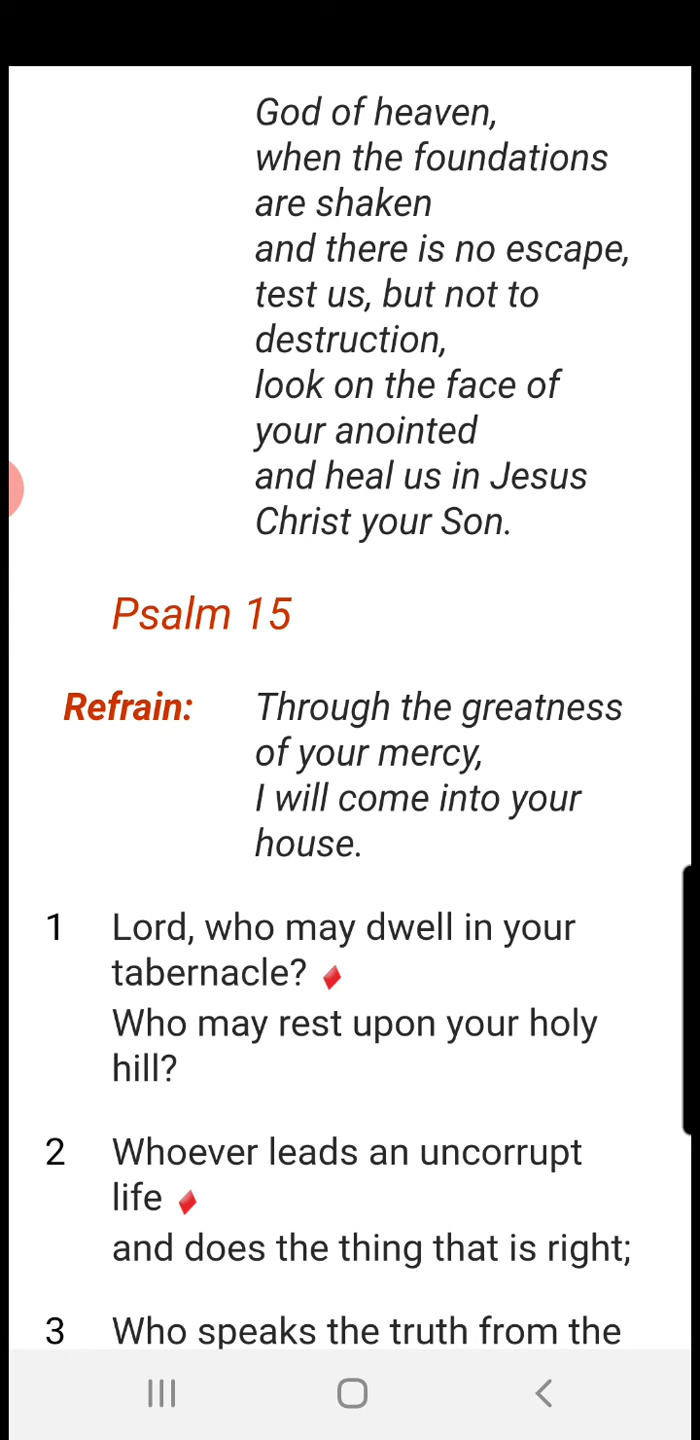 God of heaven,
when the foundations
are shaken
and there is no escape,
test us, but not to
destruction,
look on the face of
your anointed
and heal us in Jesus
Christ your Son.
Psalm 15
Refrain: Through the greatness
of your mercy,
I will come into your
house.
1 Lord, who may dwell in your
tabernacle? ♦
Who may rest upon your holy
hill?
2 Whoever leads an uncorrupt
life ♦
and does the thing that is right;
3 Who speaks the truth from the